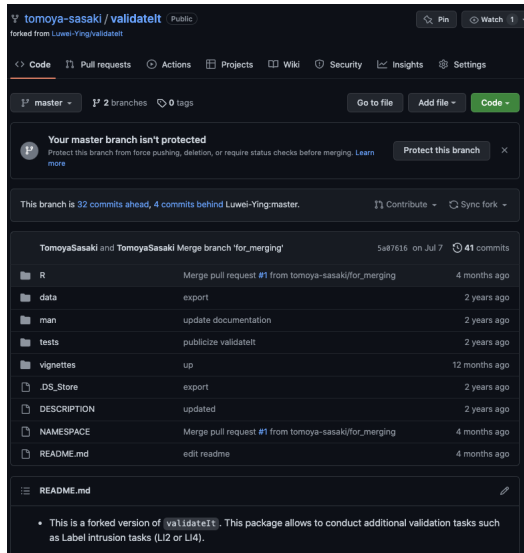 tomoya-sasaki / validateIt Public Pin Watch 1
forked from Luwei-Ying/validateIt
Code Pull requests Actions Projects Wiki Security Insights Settings
master 2 branches 0 tags Go to file Add file Code
Your master branch isn't protected
Protect this branch from force pushing, deletion, or require status checks before merging. Learn
more
Protect this branch
This branch is 32 commits ahead, 4 commits behind Luwei-Ying:master. Contribute Sync fork
TomoyaSasaki and TomoyaSasaki Merge branch 'for_merging' 5a07616 on Jul 7 41 commits
R Merge pull request #1 from tomoya-sasaki/for_merging 4 months ago
data export 2 years ago
man update documentation 2 years ago
tests publicize validateIt 2 years ago
vignettes up 12 months ago
.DS_Store export 2 years ago
DESCRIPTION updated 2 years ago
NAMESPACE Merge pull request #1 from tomoya-sasaki/for_merging 4 months ago
README.md edit readme 4 months ago
README.md
• This is a forked version of validateIt. This package allows to conduct additional validation tasks such
as Label intrusion tasks (LI2 or LI4).